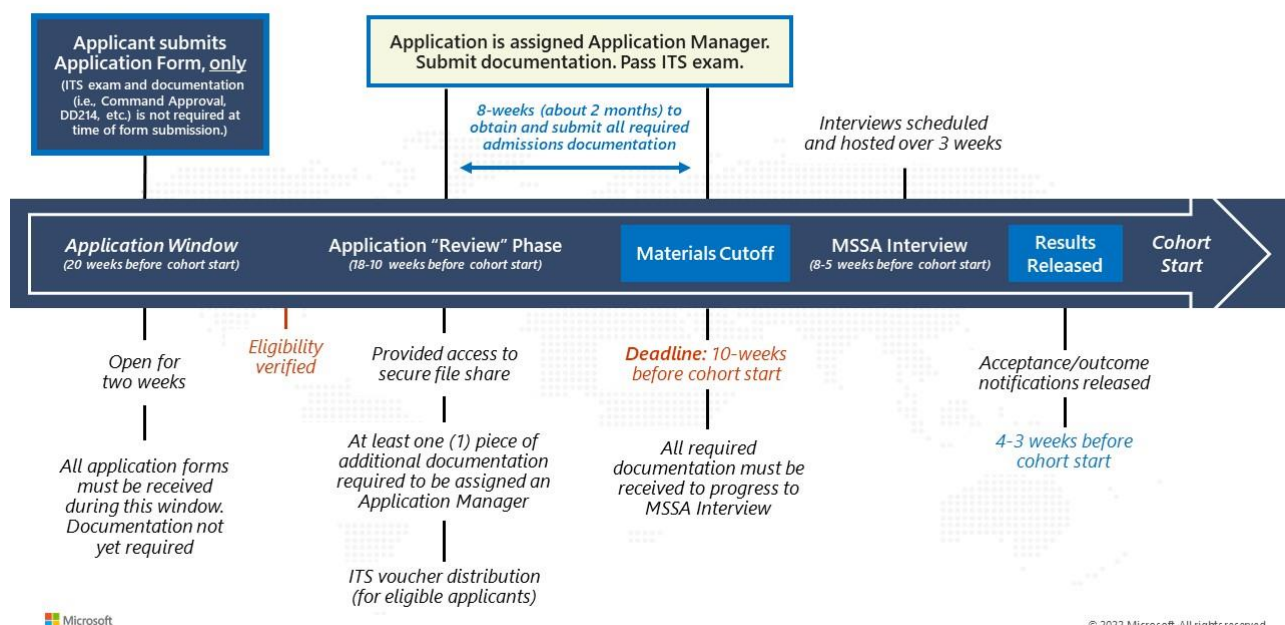 Applicant submits
Application Form, only
(ITS exam and documentation
(i.e., Command Approval,
DD214, etc.) is not required at
time of form submission.)
Application is assigned Application Manager.
Submit documentation. Pass ITS exam.
8-weeks (about 2 months) to
obtain and submit all required
admissions documentation
Interviews scheduled
and hosted over 3 weeks
Application Window
(20 weeks before cohort start)
Application “Review” Phase
(18-10 weeks before cohort start)
Materials Cutoff
MSSA Interview
(8-5 weeks before cohort start)
Results
Released
Cohort
Start
Open for
two weeks
All application forms
must be received
during this window.
Documentation not
yet required
Eligibility
verified
Provided access to
secure file share
At least one (1) piece of
additional documentation
required to be assigned an
Application Manager
ITS voucher distribution
(for eligible applicants)
Deadline: 10-weeks
before cohort start
All required
documentation must be
received to progress to
MSSA Interview
Acceptance/outcome
notifications released
4-3 weeks before
cohort start
Microsoft